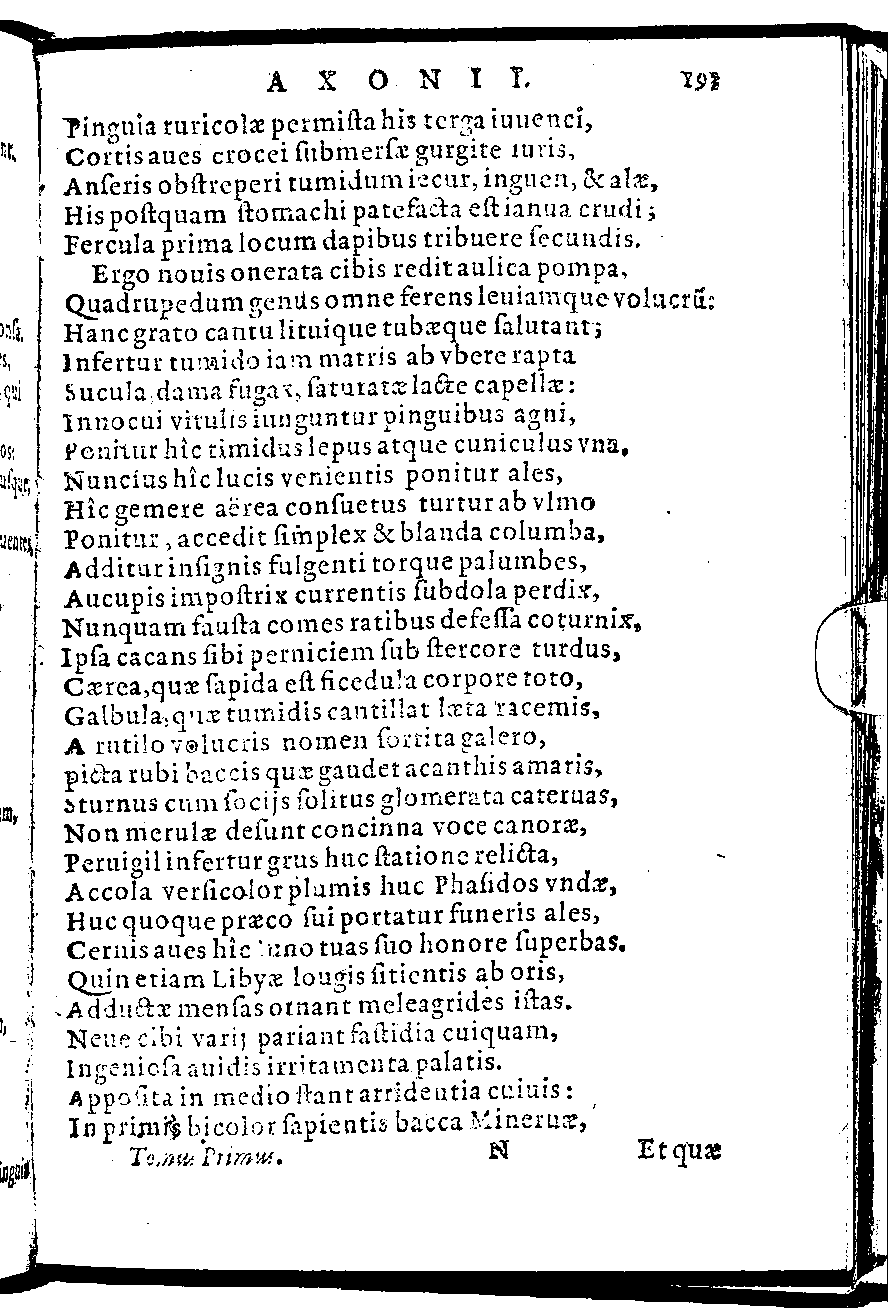 AXONII. 193
Pinguia ruricolæ permiſta his terga iuuenci,
Cortis aues crocei ſubmerſæ gurgite iuris,
Anſeris obſtreperi tumidum iecur, inguen, & alæ,
His poſtquam ſtomachi patefacta eſt ianua crudi;
Fercula prima locum dapibus tribuere ſecundis.
Ergo nouis onerata cibis redit aulica pompa,
Quadrupedum genus omne ferens leuiamque volucrū:
Hanc grato cantu lituique tubæque ſalutant;
Infertur tumido iam matris ab vbere rapta
Sucula, dama fugax, ſaturatæ lacte capellæ:
Innocui vitulis iunguntur pinguibus agni,
Ponitur hîc timidus lepus atque cuniculus vna,
Nuncius hîc lucis venientis ponitur ales,
Hîc gemere aërea conſuetus turtur ab vlmo
Ponitur, accedit ſimplex & blanda columba,
Additur inſignis fulgenti torque palumbes,
Aucupis impoſtrix currentis ſubdola perdix,
Nunquam fauſta comes ratibus defeſſa coturnix,
Ipſa cacans ſibi perniciem ſub ſtercore turdus,
Cærea, quæ ſapida eſt ficedula corpore toto,
Galbula, quæ tumidis cantillat læta racemis,
A rutilo volucris nomen ſortita galero,
picta rubi baccis quæ gaudet acanthis amaris,
Sturnus cum ſocijs ſolitus glomerata cateruas,
Non merulæ deſunt concinna voce canoræ,
Peruigil infertur grus huc ſtatione relicta,
Accola verſicolor plumis huc Phaſidos vndæ,
Huc quoque præco ſui portatur funeris ales,
Cernis aues hîc Iuno tuas ſuo honore ſuperbas.
Quin etiam Libyæ longis ſitientis ab oris,
Adductæ menſas ornant meleagrides iſtas.
Neue cibi varij pariant faſtidia cuiquam,
Ingenioſa auidis irritamenta palatis.
Appoſita in medio ſtant arridentia cuiuis:
In primis bicolor ſapientis bacca Mineruæ,
Tomus Primus. N Et quæ